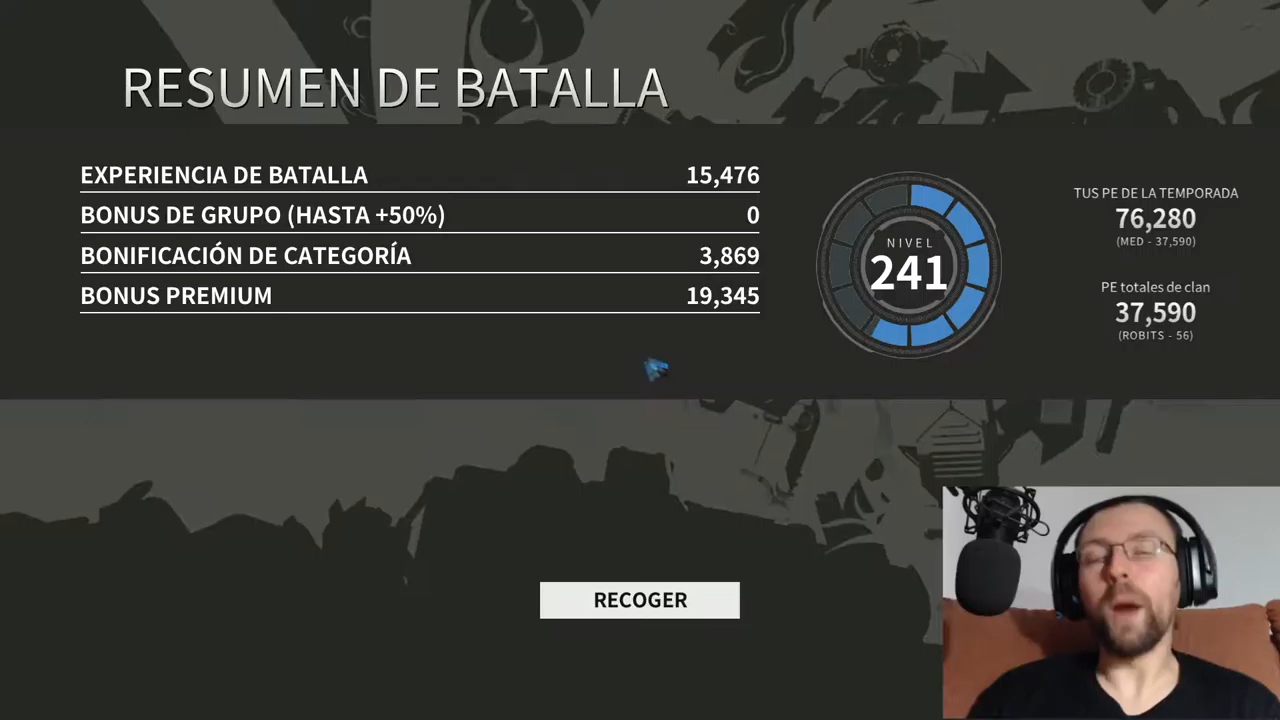 RESUMEN DE BATALLA
EXPERIENCIA DE BATALLA 15,476
BONUS DE GRUPO (HASTA +50%) 0
BONIFICACIÓN DE CATEGORÍA 3,869
BONUS PREMIUM 19,345
NIVEL
241
TUS PE DE LA TEMPORADA
76,280
(MED - 37,590)
PE totales de clan
37,590
(ROBITS - 56)
RECOGER